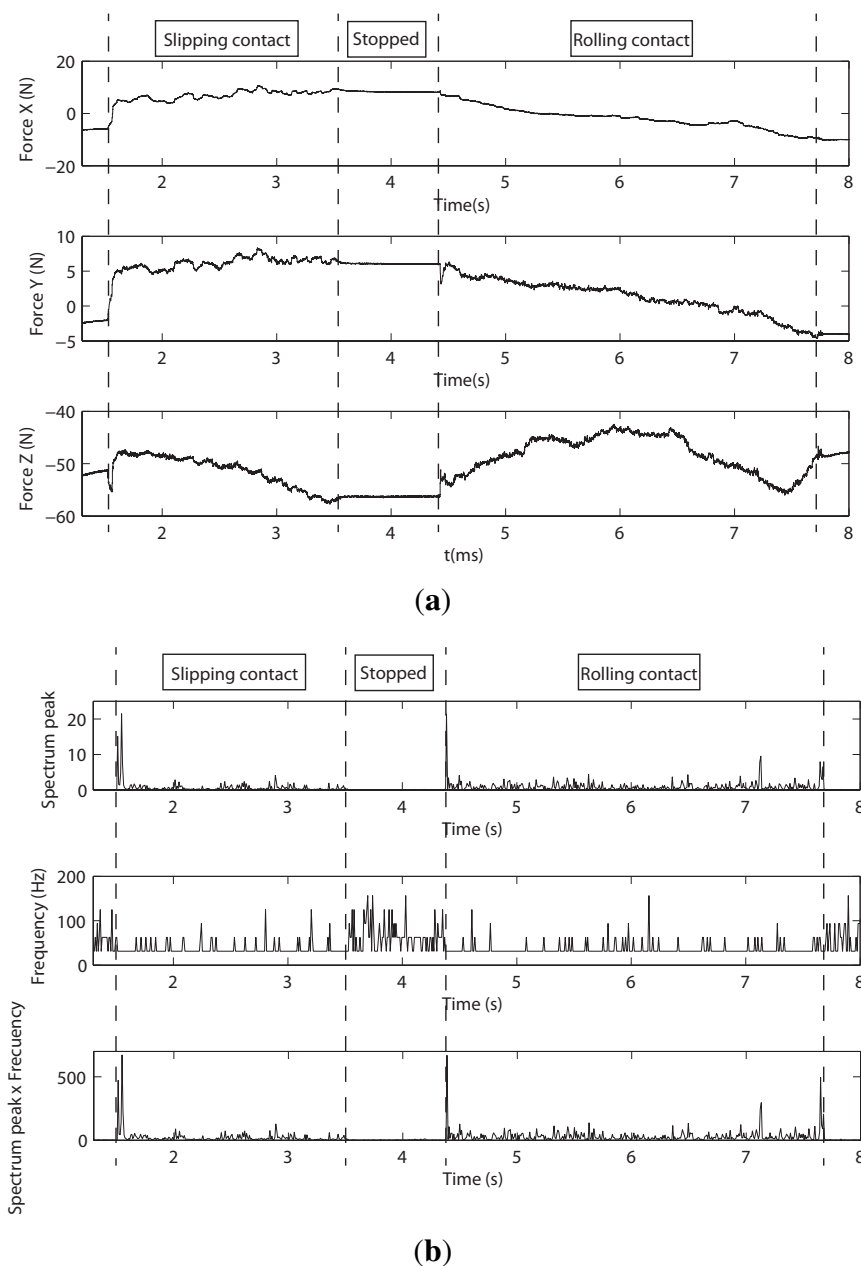 Slipping contact Stopped Rolling contact
Force X (N)
20
0
−20
2 3 4 5 6 7 8
Time(s)
Force Y (N)
10
5
0
−5
2 3 4 5 6 7 8
Time(s)
Force Z (N)
−40
−50
−60
2 3 4 5 6 7 8
t(ms)
(a)
Slipping contact Stopped Rolling contact
Spectrum peak
20
10
0
2 3 4 5 6 7 8
Time (s)
Frequency (Hz)
200
100
0
2 3 4 5 6 7 8
Time (s)
Spectrum peak x Frecuency
500
0
2 3 4 5 6 7 8
Time (s)
(b)